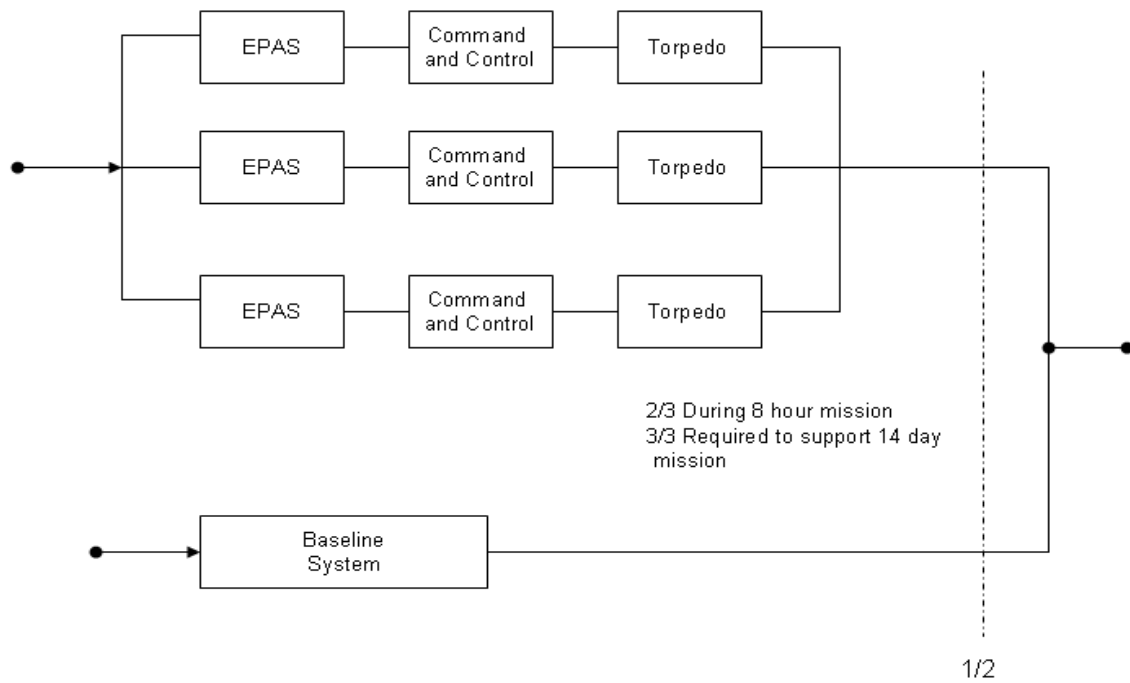 EPAS
Command
and Control
Torpedo
EPAS
Command
and Control
Torpedo
EPAS
Command
and Control
Torpedo
2/3 During 8 hour mission
3/3 Required to support 14 day
mission
Baseline
System
1/2